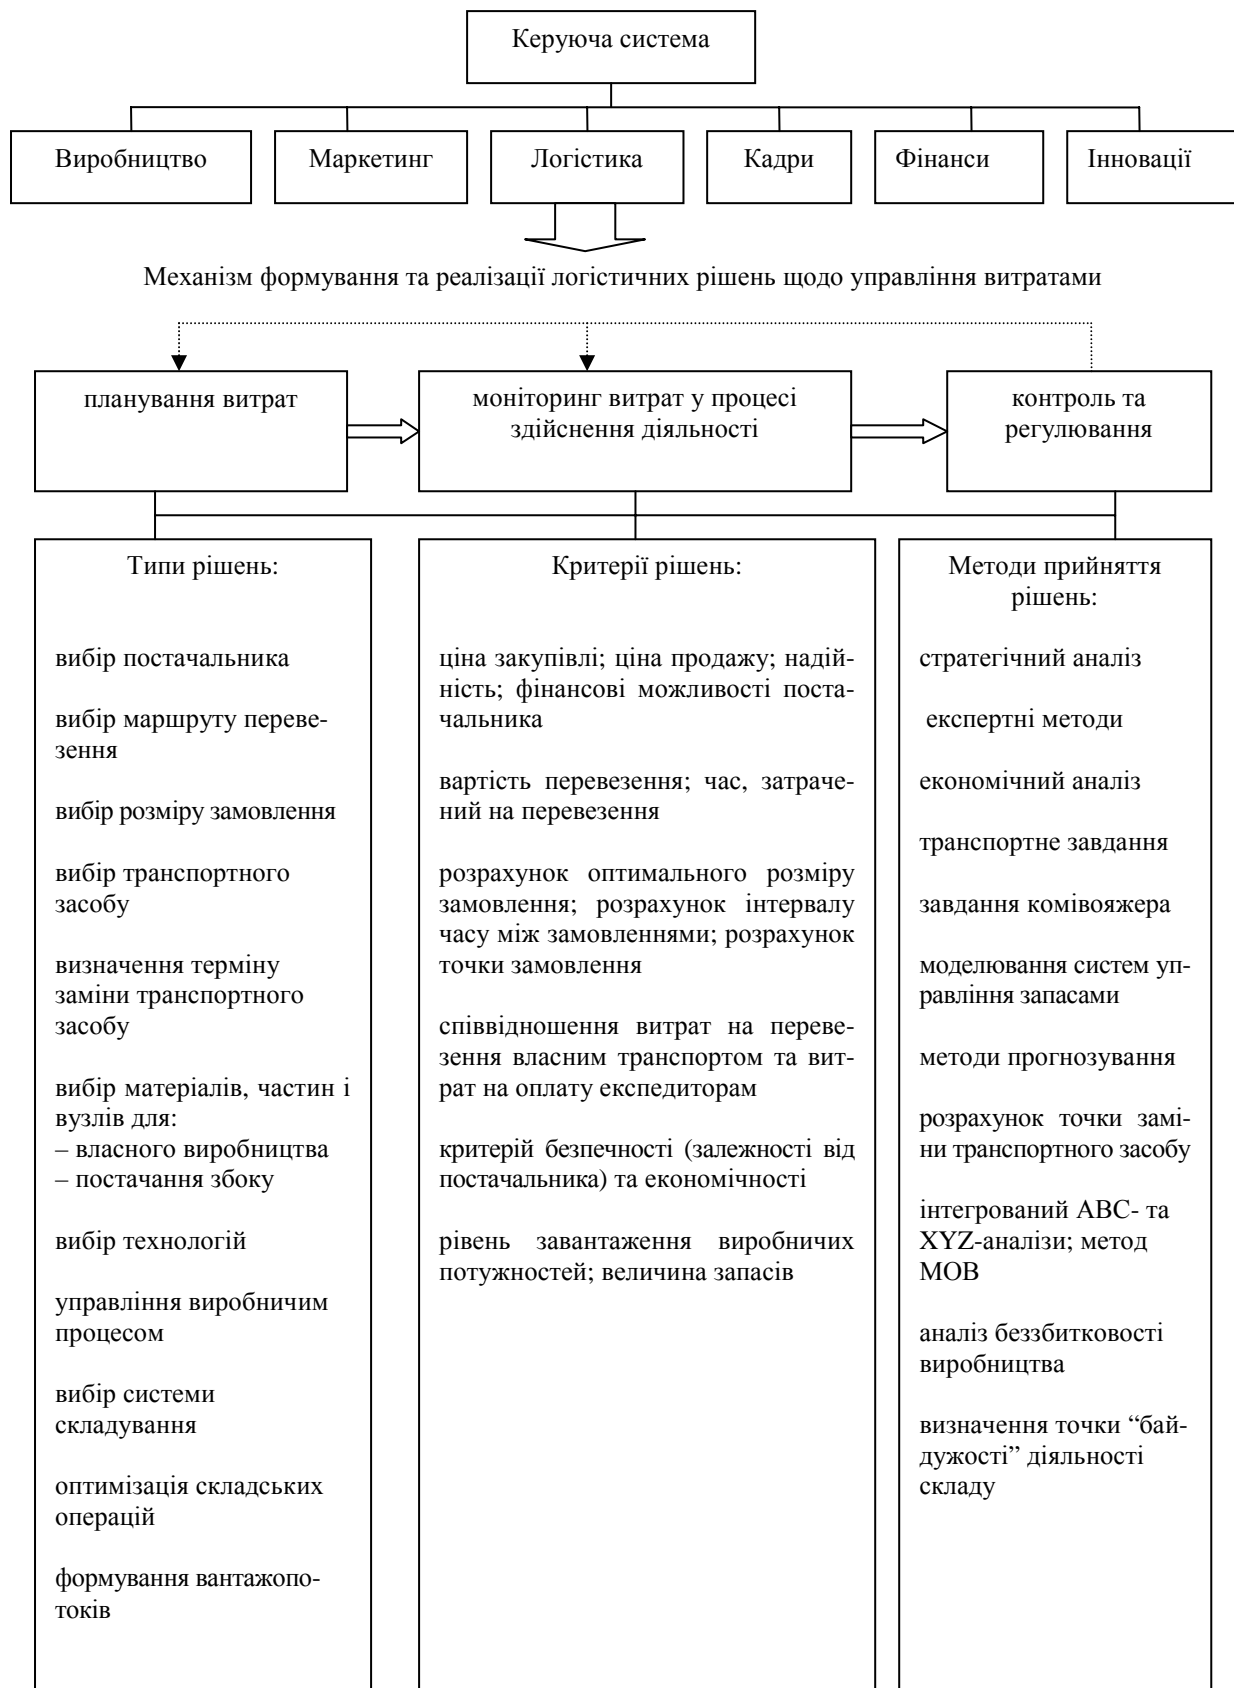 Керуюча система
Виробництво
Маркетинг
Логістика
Кадри
Фінанси
Інновації
Механізм формування та реалізації логістичних рішень щодо управління витратами
планування витрат
моніторинг витрат у процесі
здійснення діяльності
контроль та
регулювання
Типи рішень:
вибір постачальника
вибір маршруту переве-
зення
вибір розміру замовлення
вибір транспортного
засобу
визначення терміну
заміни транспортного
засобу
вибір матеріалів, частин і
вузлів для:
– власного виробництва
– постачання збоку
вибір технологій
управління виробничим
процесом
вибір системи
складування
оптимізація складських
операцій
формування вантажопо-
токів
Критерії рішень:
ціна закупівлі; ціна продажу; надій-
ність; фінансові можливості поста-
чальника
вартість перевезення; час, затраче-
ний на перевезення
розрахунок оптимального розміру
замовлення; розрахунок інтервалу
часу між замовленнями; розрахунок
точки замовлення
співвідношення витрат на переве-
зення власним транспортом та вит-
рат на оплату експедиторам
критерій безпечності (залежності від
постачальника) та економічності
рівень завантаження виробничих
потужностей; величина запасів
Методи прийняття
рішень:
стратегічний аналіз
експертні методи
економічний аналіз
транспортне завдання
завдання комівояжера
моделювання систем уп-
равління запасами
методи прогнозування
розрахунок точки замі-
ни транспортного засобу
інтегрований АВС- та
XYZ-аналізи; метод
МОВ
аналіз беззбитковості
виробництва
визначення точки “бай-
дужості” діяльності
складу